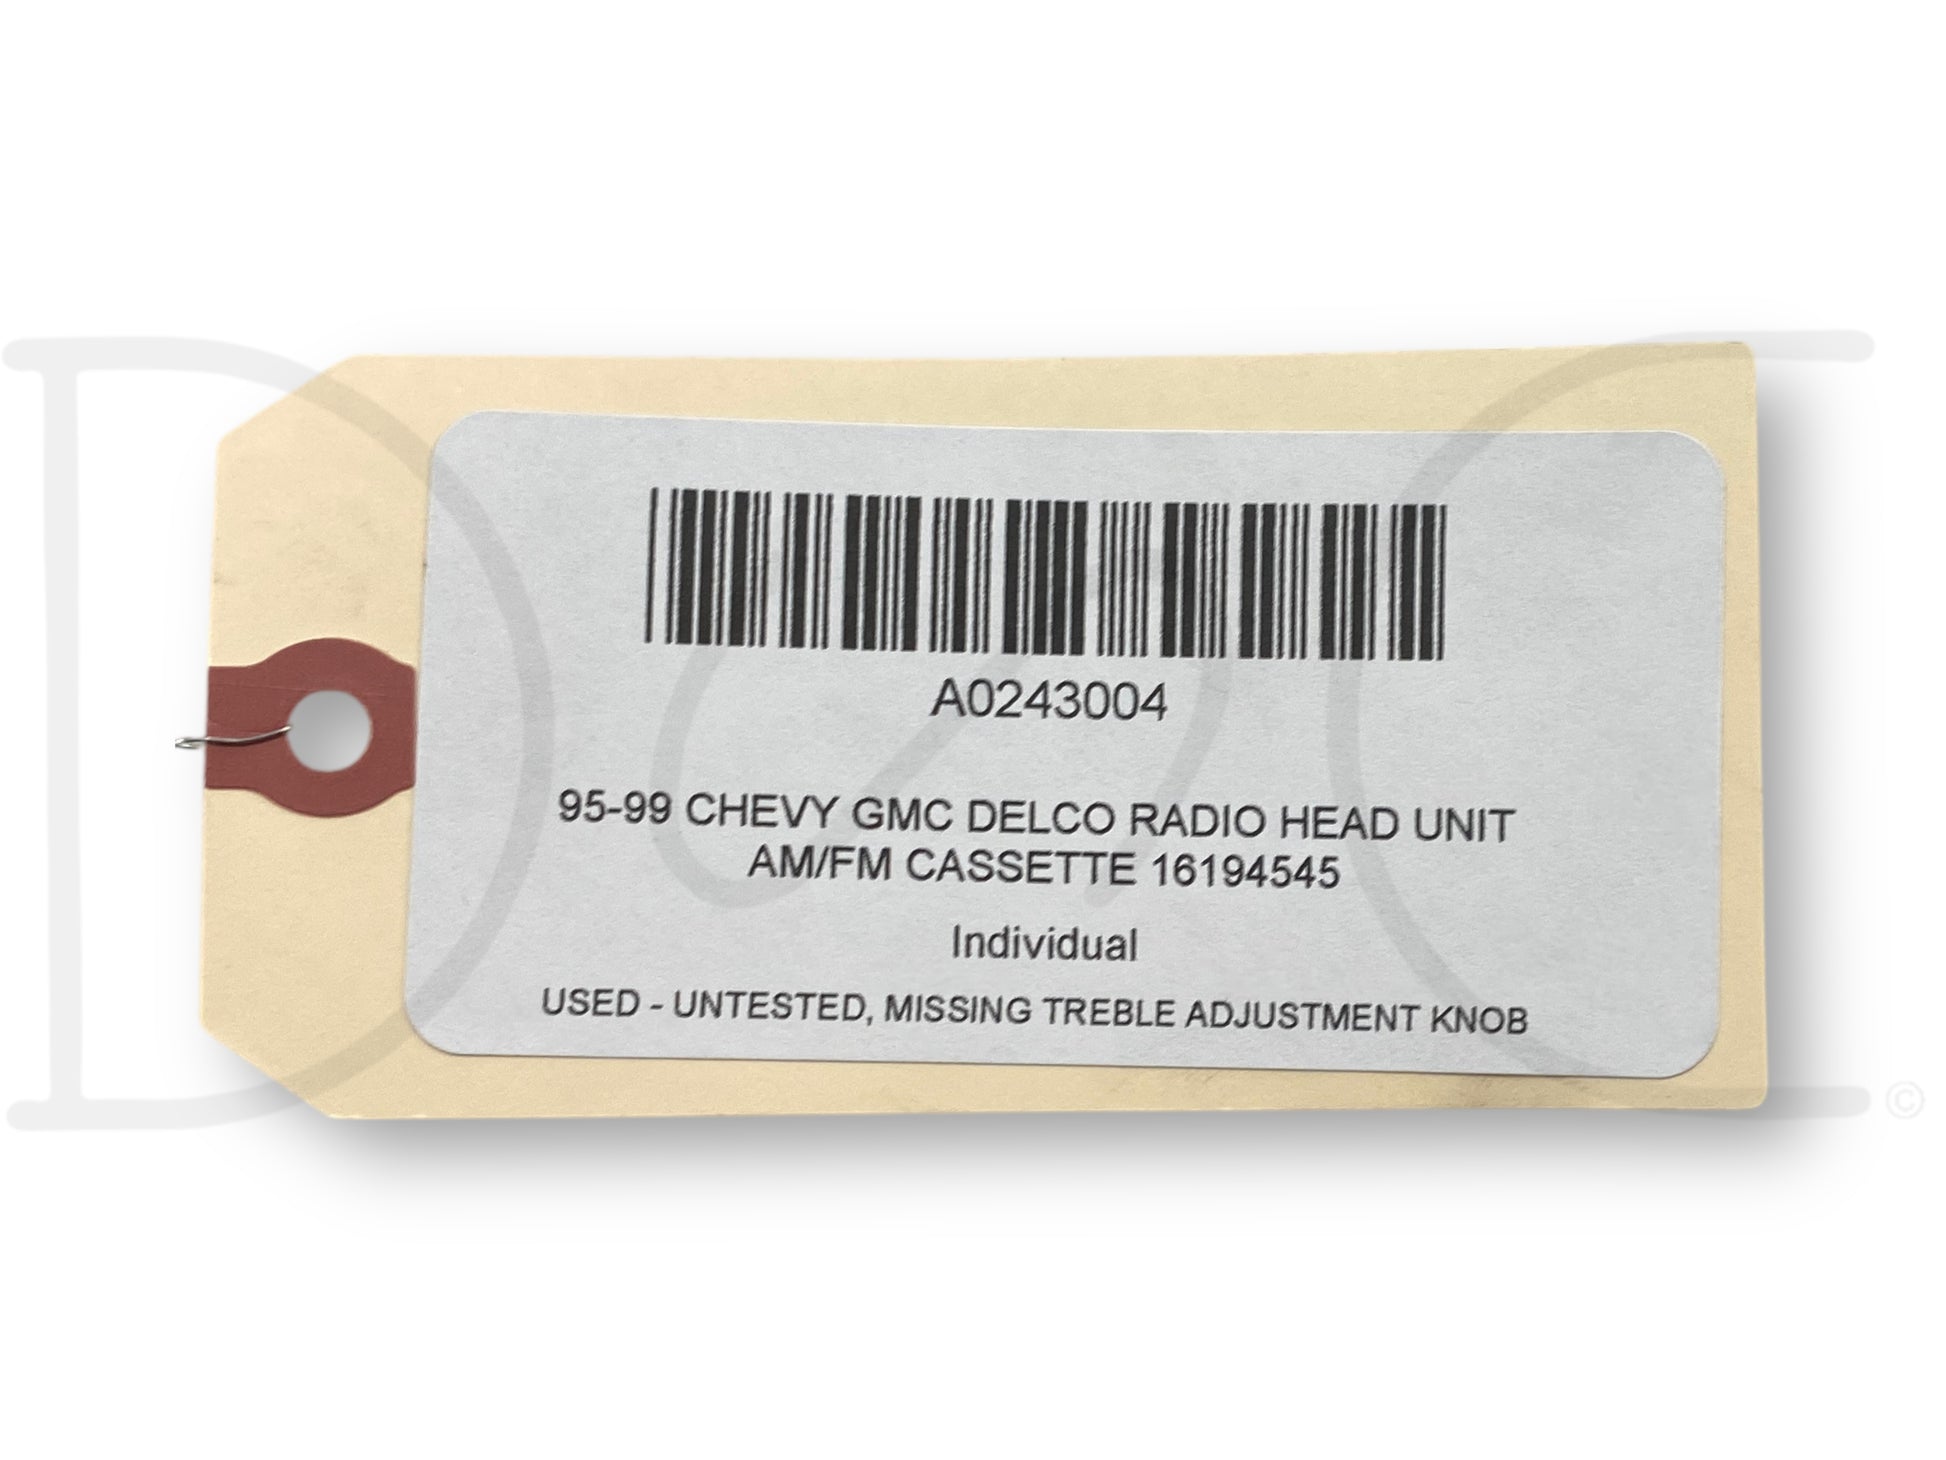 A0243004
95-99 CHEVY GMC DELCO RADIO HEAD UNIT
AM/FM CASSETTE 16194545
Individual
USED - UNTESTED, MISSING TREBLE ADJUSTMENT KNOB
©